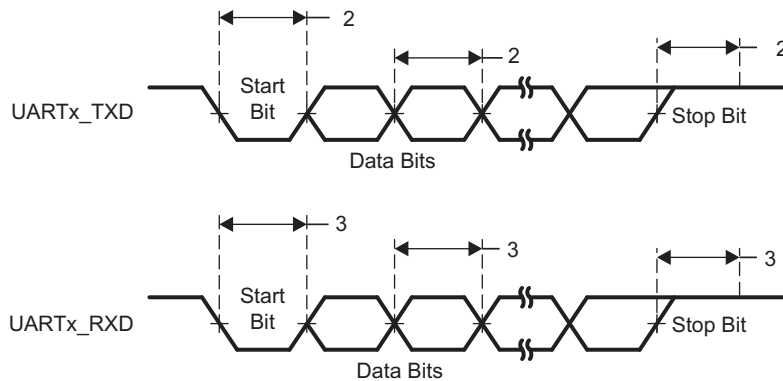 2
2
2
UARTx_TXD
Start
Bit
Stop Bit
Data Bits
3
3
3
UARTx_RXD
Start
Bit
Stop Bit
Data Bits